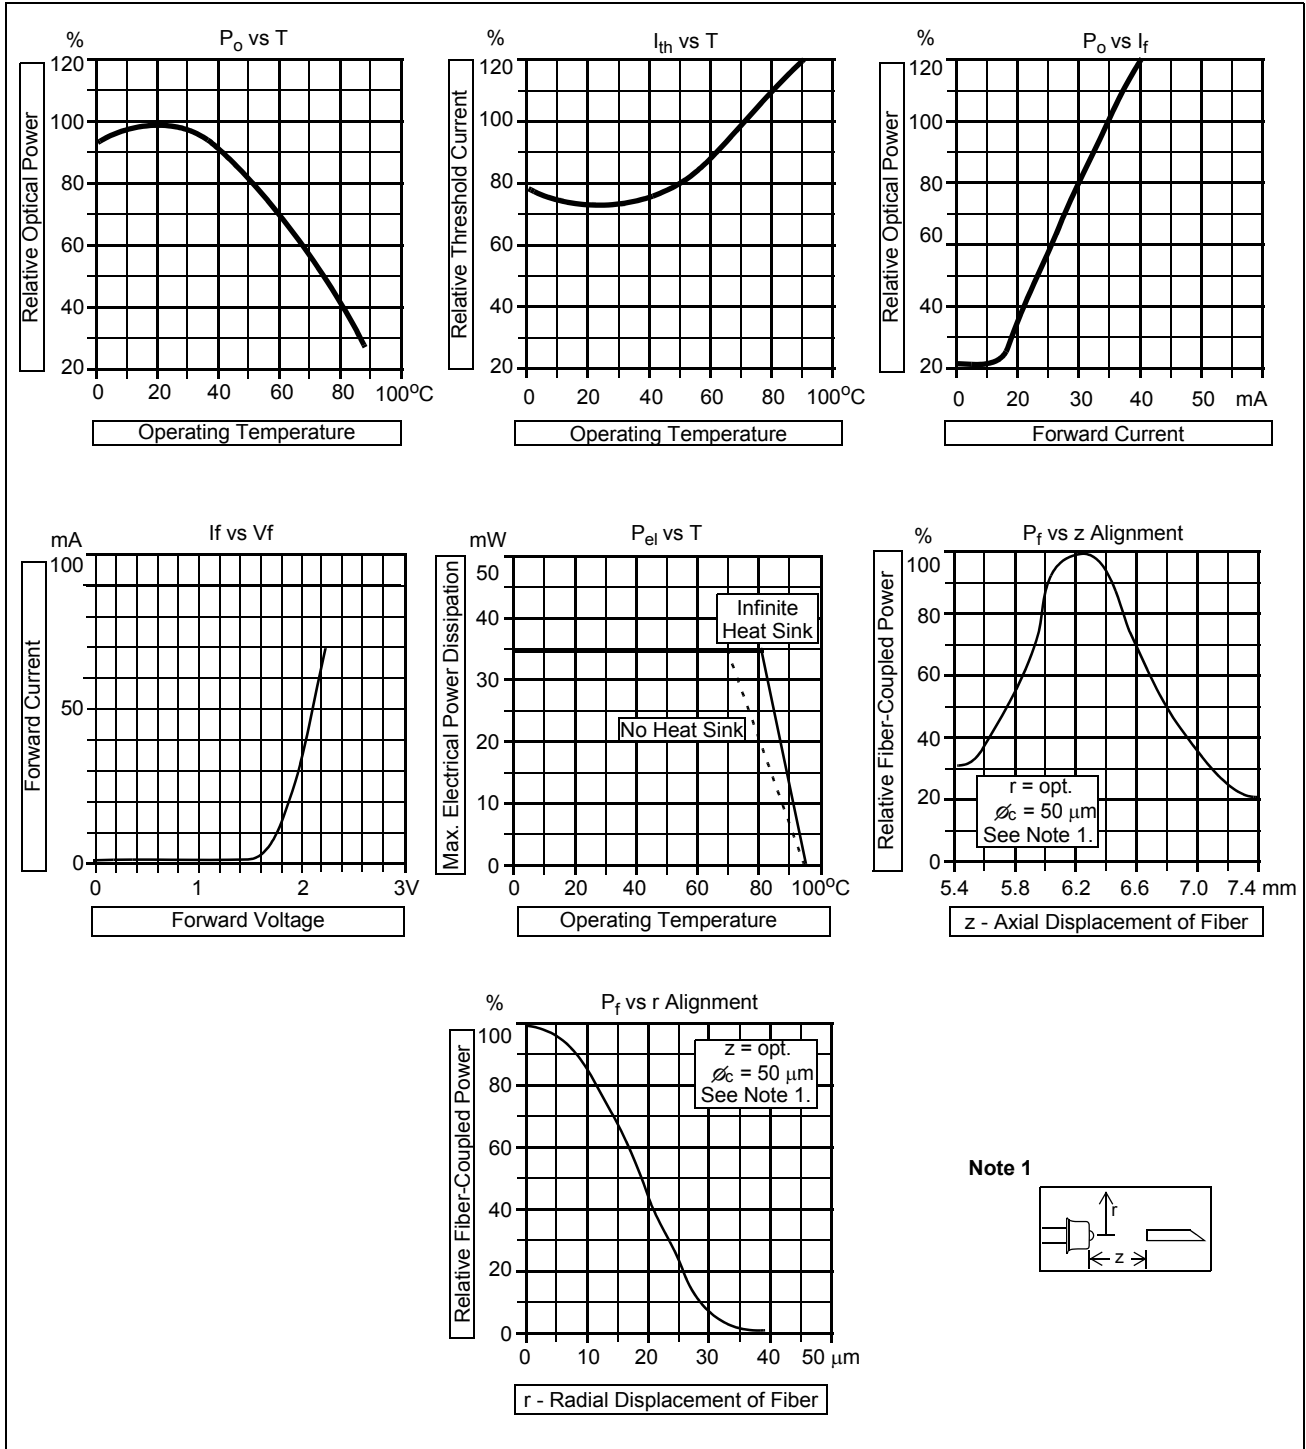 P_o vs T
%
120
100
80
60
40
20
0 20 40 60 80 100°C
Relative Optical Power
Operating Temperature
I_th vs T
%
120
100
80
60
40
20
0 20 40 60 80 100°C
Relative Threshold Current
Operating Temperature
P_o vs I_f
%
120
100
80
60
40
20
0 20 30 40 50 mA
Relative Optical Power
Forward Current
If vs Vf
mA
100
50
0
0 1 2 3V
Forward Current
Forward Voltage
P_el vs T
mW
50
40
30
20
10
0
0 20 40 60 80 100°C
Infinite
Heat Sink
No Heat Sink
Max. Electrical Power Dissipation
Operating Temperature
P_f vs z Alignment
%
100
80
60
40
20
0
5.4 5.8 6.2 6.6 7.0 7.4 mm
r = opt.
⌀c = 50 μm
See Note 1.
Relative Fiber-Coupled Power
z - Axial Displacement of Fiber
P_f vs r Alignment
%
100
80
60
40
20
0
0 10 20 30 40 50 μm
z = opt.
⌀c = 50 μm
See Note 1.
Relative Fiber-Coupled Power
r - Radial Displacement of Fiber
Note 1
r
z